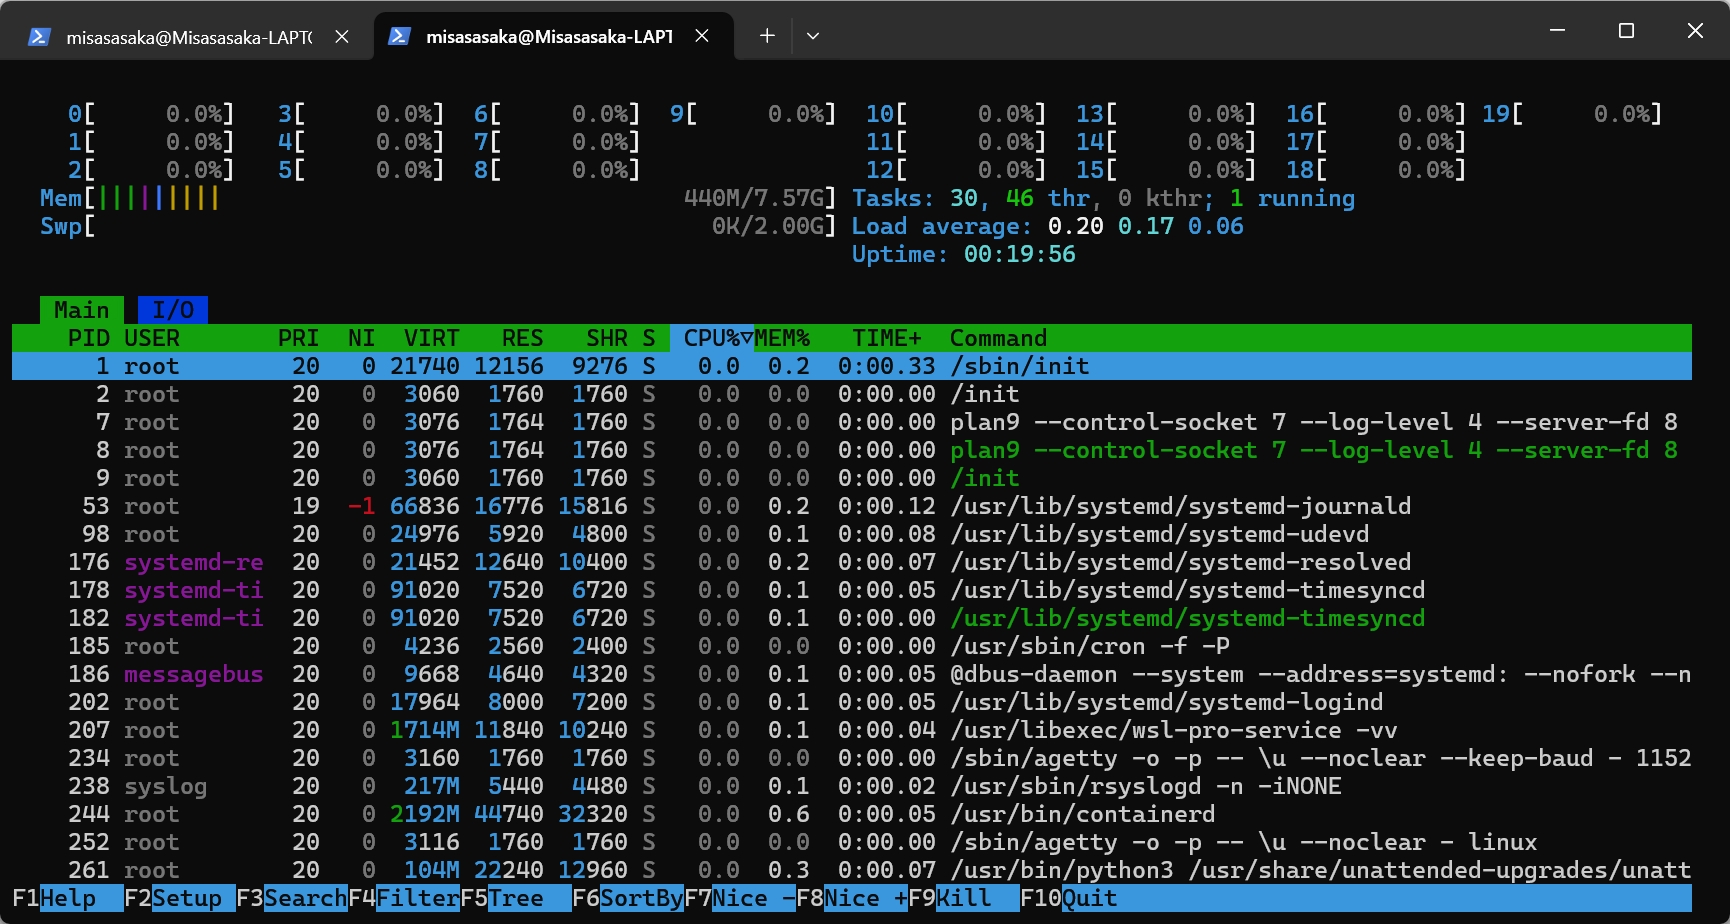 misasasaka@Misasasaka-LAPTO misasasaka@Misasasaka-LAPT
0[ 0.0%] 3[ 0.0%] 6[ 0.0%] 9[ 0.0%] 10[ 0.0%] 13[ 0.0%] 16[ 0.0%] 19[ 0.0%]
1[ 0.0%] 4[ 0.0%] 7[ 0.0%] 11[ 0.0%] 14[ 0.0%] 17[ 0.0%]
2[ 0.0%] 5[ 0.0%] 8[ 0.0%] 12[ 0.0%] 15[ 0.0%] 18[ 0.0%]
Mem[||||||||| 440M/7.57G] Tasks: 30, 46 thr, 0 kthr; 1 running
Swp[ 0K/2.00G] Load average: 0.20 0.17 0.06
Uptime: 00:19:56
Main I/O
PID USER PRI NI VIRT RES SHR S CPU%▽MEM% TIME+ Command
1 root 20 0 21740 12156 9276 S 0.0 0.2 0:00.33 /sbin/init
2 root 20 0 3060 1760 1760 S 0.0 0.0 0:00.00 /init
7 root 20 0 3076 1764 1760 S 0.0 0.0 0:00.00 plan9 --control-socket 7 --log-level 4 --server-fd 8
8 root 20 0 3076 1764 1760 S 0.0 0.0 0:00.00 plan9 --control-socket 7 --log-level 4 --server-fd 8
9 root 20 0 3060 1760 1760 S 0.0 0.0 0:00.00 /init
53 root 19 -1 66836 16776 15816 S 0.0 0.2 0:00.12 /usr/lib/systemd/systemd-journald
98 root 20 0 24976 5920 4800 S 0.0 0.1 0:00.08 /usr/lib/systemd/systemd-udevd
176 systemd-re 20 0 21452 12640 10400 S 0.0 0.2 0:00.07 /usr/lib/systemd/systemd-resolved
178 systemd-ti 20 0 91020 7520 6720 S 0.0 0.1 0:00.05 /usr/lib/systemd/systemd-timesyncd
182 systemd-ti 20 0 91020 7520 6720 S 0.0 0.1 0:00.00 /usr/lib/systemd/systemd-timesyncd
185 root 20 0 4236 2560 2400 S 0.0 0.0 0:00.00 /usr/sbin/cron -f -P
186 messagebus 20 0 9668 4640 4320 S 0.0 0.1 0:00.05 @dbus-daemon --system --address=systemd: --nofork --n
202 root 20 0 17964 8000 7200 S 0.0 0.1 0:00.05 /usr/lib/systemd/systemd-logind
207 root 20 0 1714M 11840 10240 S 0.0 0.1 0:00.04 /usr/libexec/wsl-pro-service -vv
234 root 20 0 3160 1760 1760 S 0.0 0.0 0:00.00 /sbin/agetty -o -p -- \u --noclear --keep-baud - 1152
238 syslog 20 0 217M 5440 4480 S 0.0 0.1 0:00.02 /usr/sbin/rsyslogd -n -iNONE
244 root 20 0 2192M 44740 32320 S 0.0 0.6 0:00.05 /usr/bin/containerd
252 root 20 0 3116 1760 1760 S 0.0 0.0 0:00.00 /sbin/agetty -o -p -- \u --noclear - linux
261 root 20 0 104M 22240 12960 S 0.0 0.3 0:00.07 /usr/bin/python3 /usr/share/unattended-upgrades/unatt
F1Help F2Setup F3SearchF4FilterF5Tree F6SortByF7Nice -F8Nice +F9Kill F10Quit